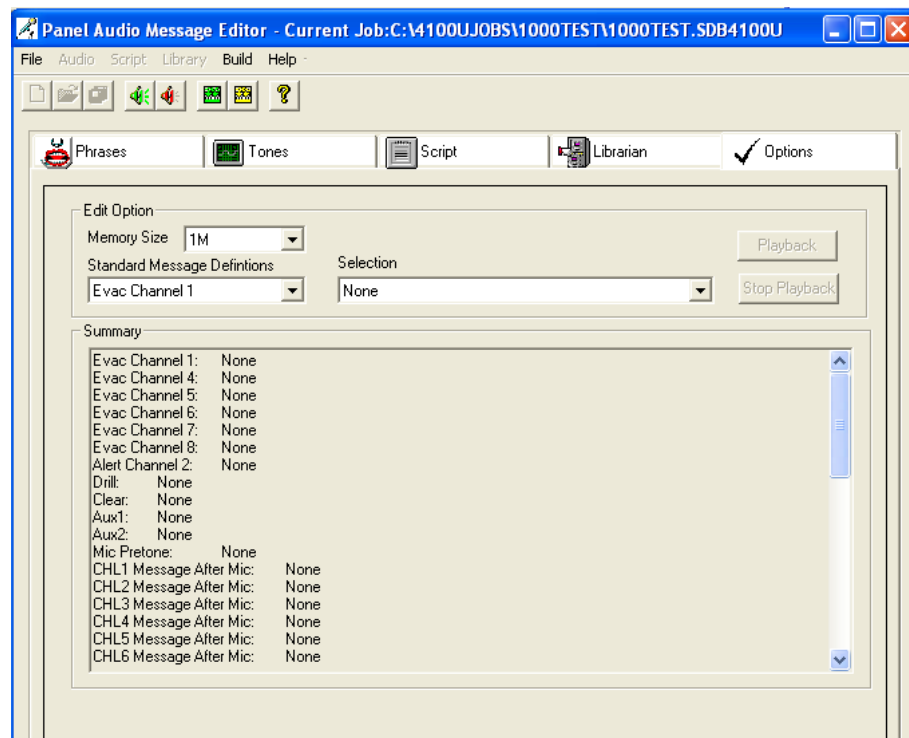 Panel Audio Message Editor - Current Job:C:\4100UJOBS\1000TEST\1000TEST.SDB4100U
File Audio Script Library Build Help
Phrases Tones Script Librarian Options
Edit Option
Memory Size 1M
Playback
Standard Message Defintions Selection
Evac Channel 1 None
Stop Playback
Summary
Evac Channel 1: None
Evac Channel 4: None
Evac Channel 5: None
Evac Channel 6: None
Evac Channel 7: None
Evac Channel 8: None
Alert Channel 2: None
Drill: None
Clear: None
Aux1: None
Aux2: None
Mic Pretone: None
CHL1 Message After Mic: None
CHL2 Message After Mic: None
CHL3 Message After Mic: None
CHL4 Message After Mic: None
CHL5 Message After Mic: None
CHL6 Message After Mic: None